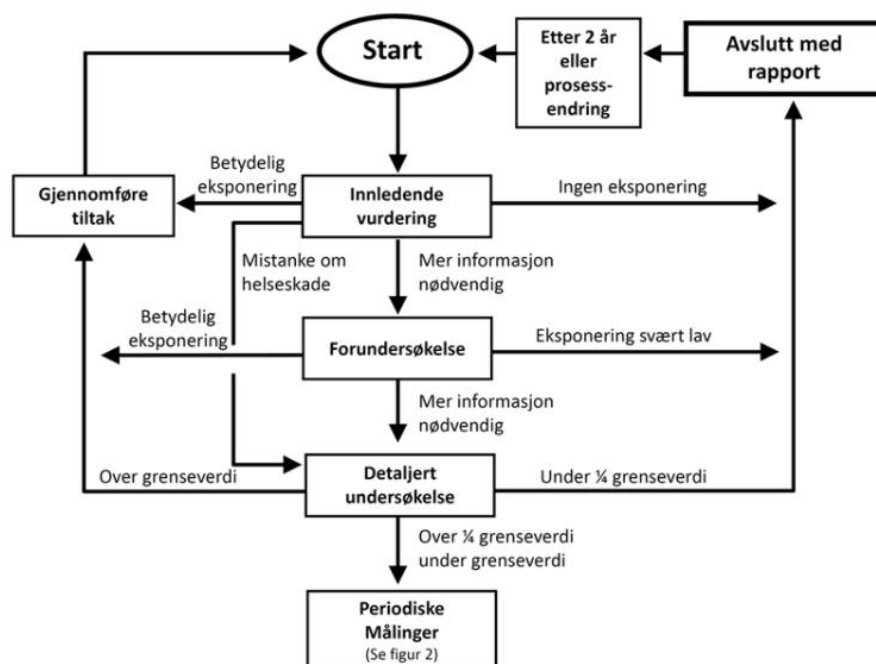 Start
Etter 2 år
eller
prosess-
endring
Avslutt med
rapport
Betydelig
eksponering
Gjennomføre
tiltak
Innledende
vurdering
Ingen eksponering
Mistanke om
helseskade
Mer informasjon
nødvendig
Betydelig
eksponering
Forundersøkelse
Eksponering svært lav
Mer informasjon
nødvendig
Over grenseverdi
Detaljert
undersøkelse
Under ¼ grenseverdi
Over ¼ grenseverdi
under grenseverdi
Periodiske
Målinger
(Se figur 2)